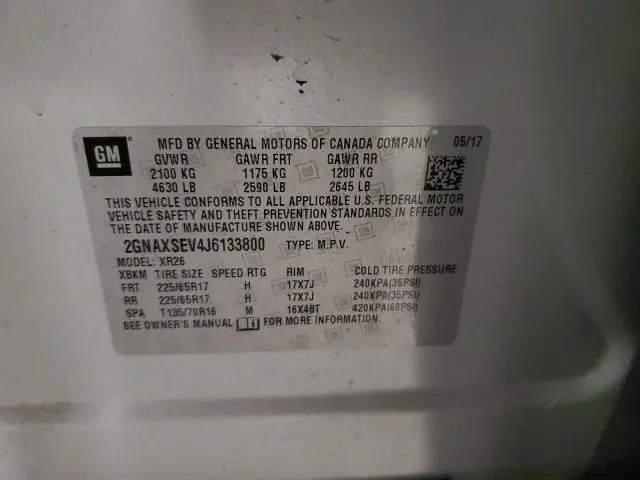 GM
MFD BY GENERAL MOTORS OF CANADA COMPANY 05/17
GVWR GAWR FRT GAWR RR
2100 KG 1175 KG 1200 KG
4630 LB 2590 LB 2645 LB
THIS VEHICLE CONFORMS TO ALL APPLICABLE U.S. FEDERAL MOTOR
VEHICLE SAFETY AND THEFT PREVENTION STANDARDS IN EFFECT ON
THE DATE OF MANUFACTURE SHOWN ABOVE.
2GNAXSEV4J6133800 TYPE: M.P.V.
MODEL: XR26
XBKM TIRE SIZE SPEED RTG RIM COLD TIRE PRESSURE
FRT 225/65R17 H 17X7J 240KPA(35PSI)
RR 225/65R17 H 17X7J 240KPA(35PSI)
SPA T135/70R16 M 16X4BT 420KPA(60PSI)
SEE OWNER'S MANUAL FOR MORE INFORMATION.